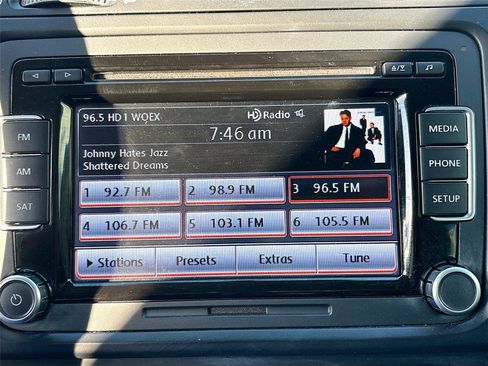 96.5 HD1 WQEX HD Radio
7:46 am
Johnny Hates Jazz
Shattered Dreams
FM
AM
SAT
MEDIA
PHONE
SETUP
1 92.7 FM 2 98.9 FM 3 96.5 FM
4 106.7 FM 5 103.1 FM 6 105.5 FM
Stations Presets Extras Tune